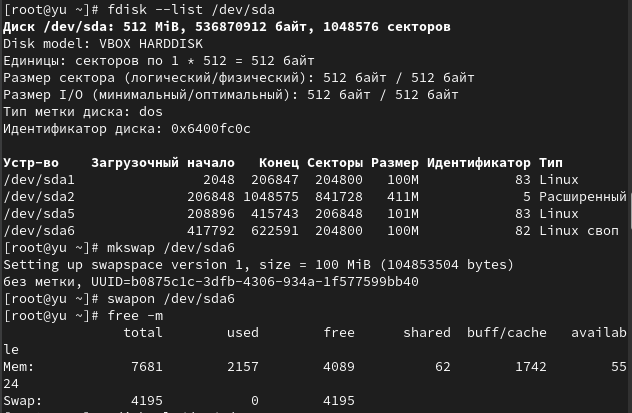 [root@yu ~]# fdisk --list /dev/sda
Диск /dev/sda: 512 MiB, 536870912 байт, 1048576 секторов
Disk model: VBOX HARDDISK
Единицы: секторов по 1 * 512 = 512 байт
Размер сектора (логический/физический): 512 байт / 512 байт
Размер I/O (минимальный/оптимальный): 512 байт / 512 байт
Тип метки диска: dos
Идентификатор диска: 0x6400fc0c
Устр-во    Загрузочный начало   Конец Секторы Размер Идентификатор Тип
/dev/sda1                2048  206847  204800   100M            83 Linux
/dev/sda2              206848 1048575  841728   411M             5 Расширенный
/dev/sda5              208896  415743  206848   101M            83 Linux
/dev/sda6              417792  622591  204800   100M            82 Linux своп
[root@yu ~]# mkswap /dev/sda6
Setting up swapspace version 1, size = 100 MiB (104853504 bytes)
без метки, UUID=b0875c1c-3dfb-4306-934a-1f577599bb40
[root@yu ~]# swapon /dev/sda6
[root@yu ~]# free -m
               total        used        free      shared  buff/cache   availab
le
Mem:            7681        2157        4089          62        1742        55
24
Swap:           4195           0        4195